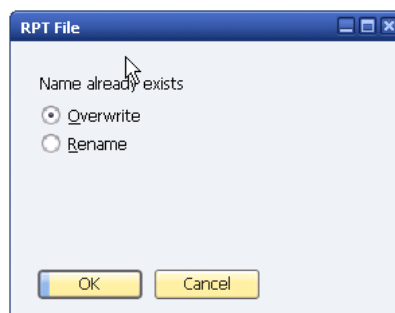 RPT File
Name already exists
Overwrite
Rename
OK
Cancel